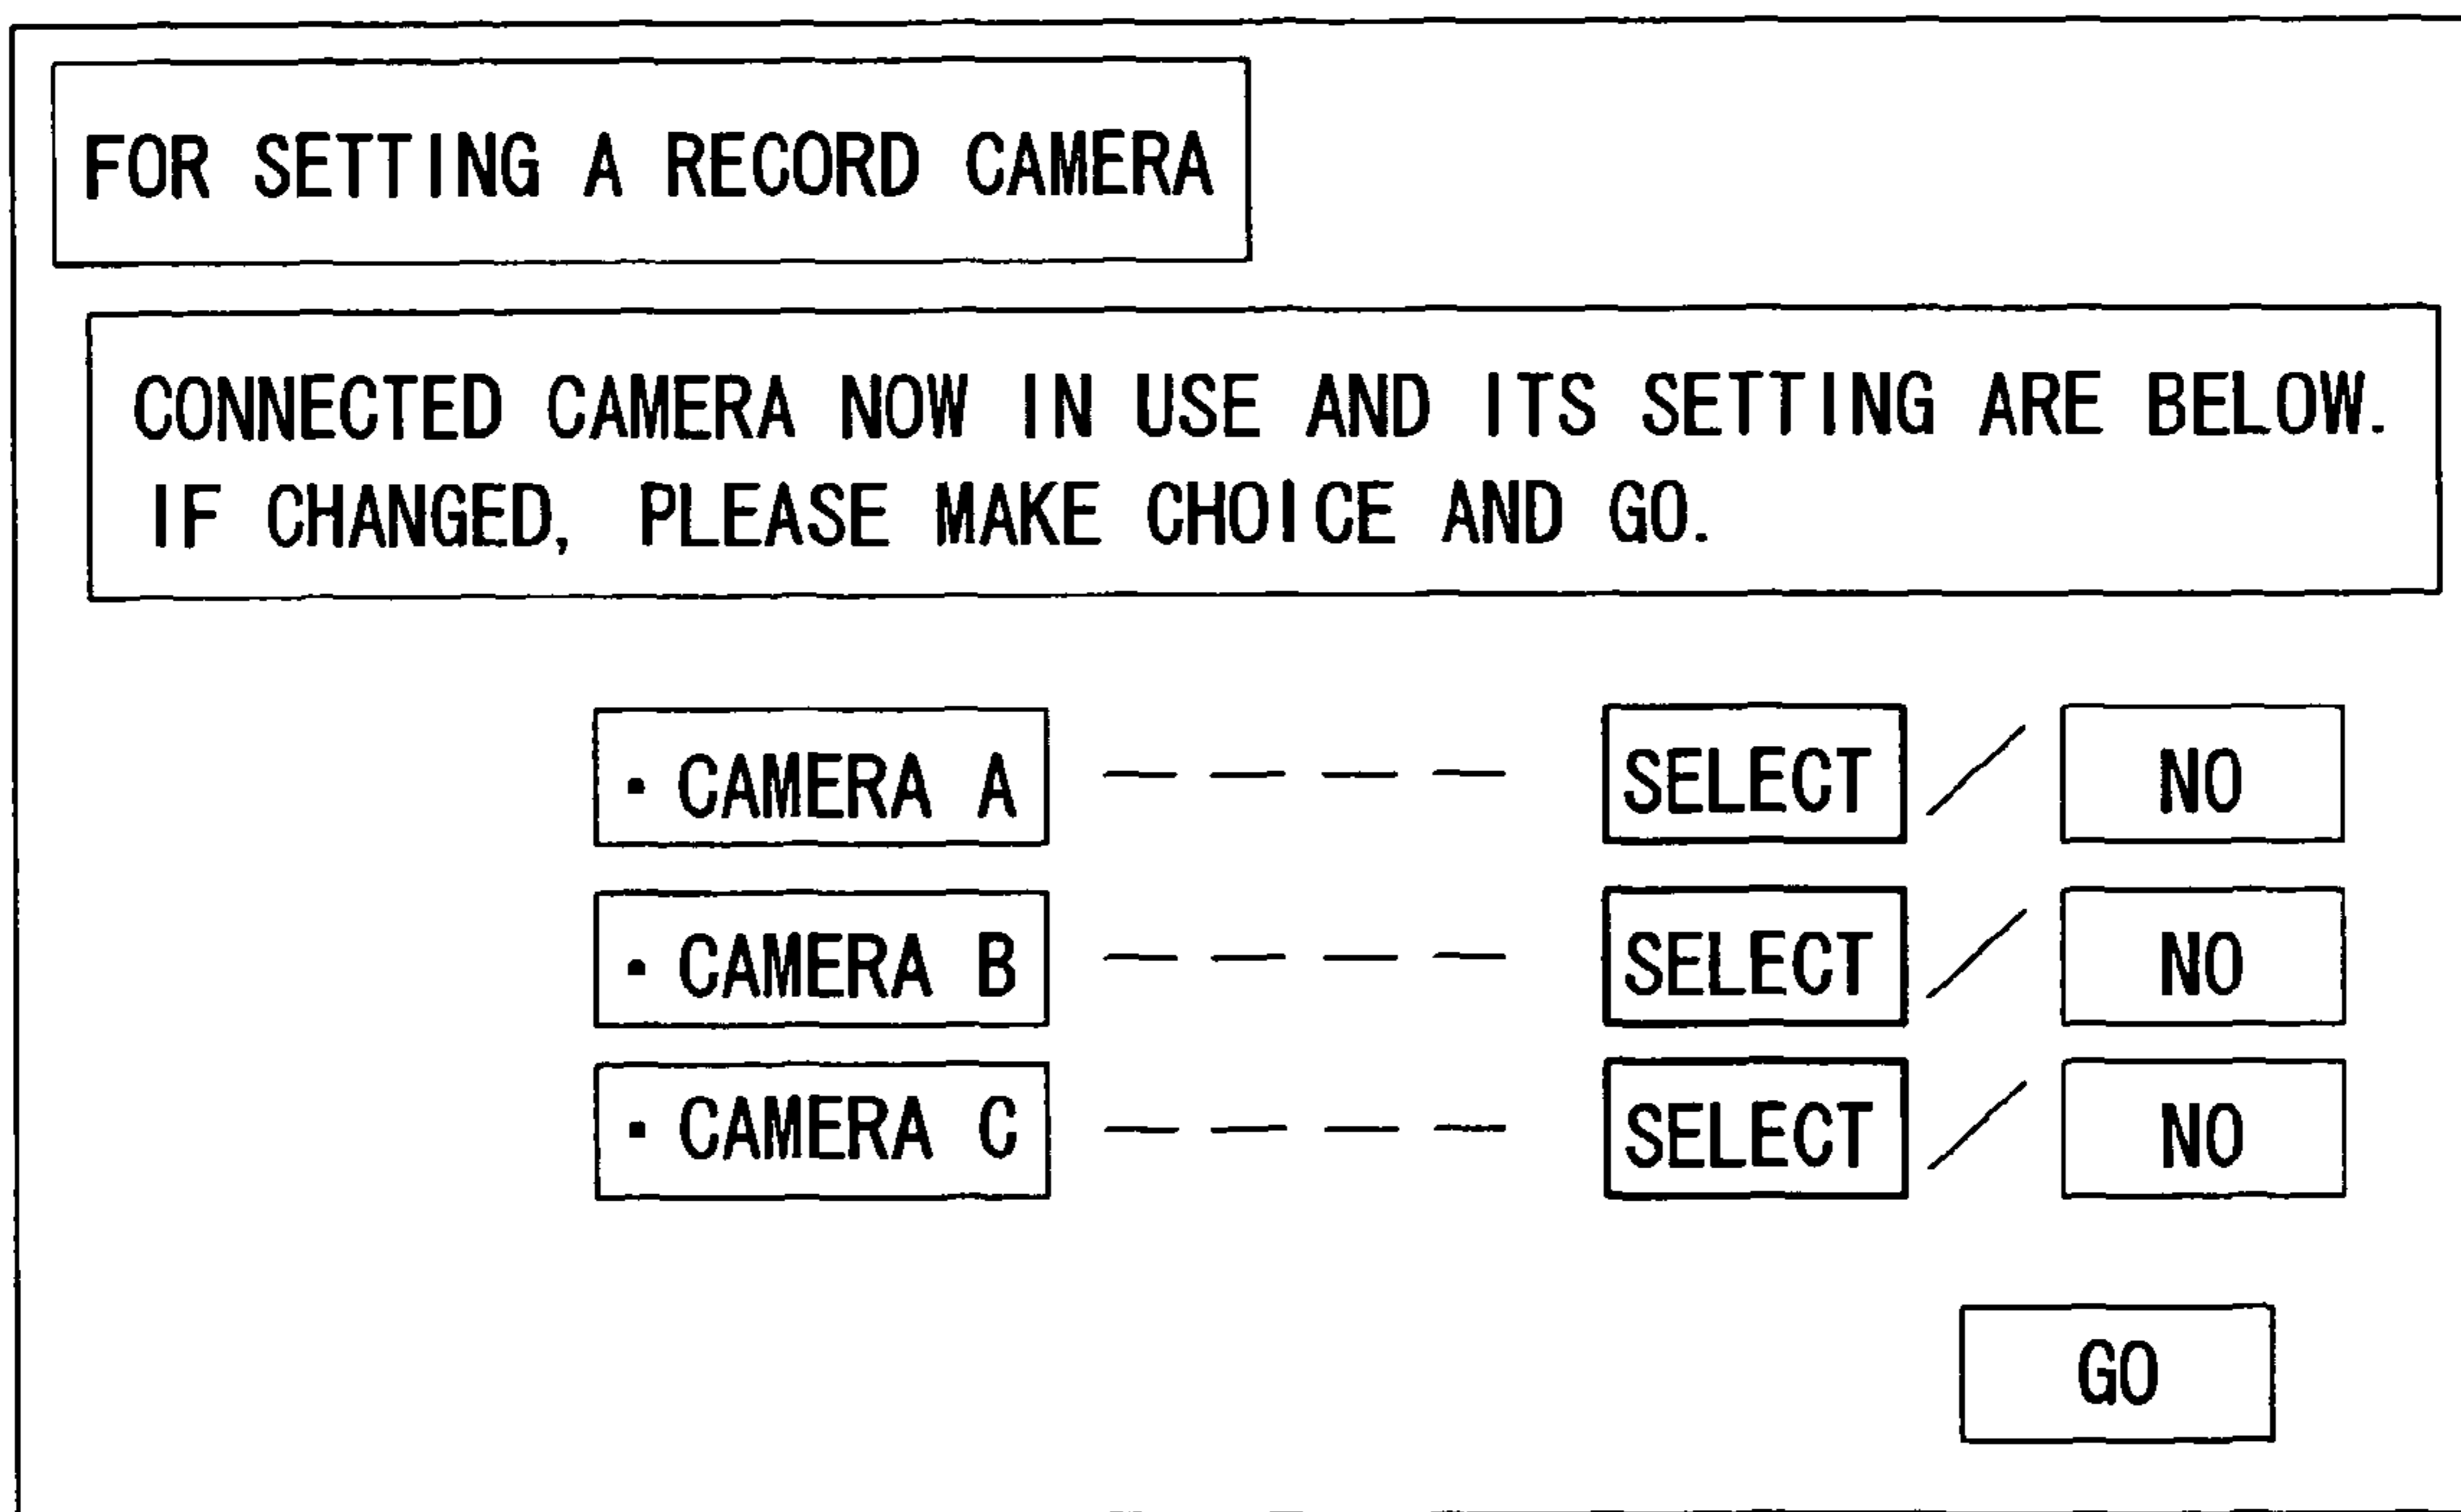 FOR SETTING A RECORD CAMERA
CONNECTED CAMERA NOW IN USE AND ITS SETTING ARE BELOW.
IF CHANGED, PLEASE MAKE CHOICE AND GO.
· CAMERA A ---- SELECT / NO
· CAMERA B ---- SELECT / NO
· CAMERA C ---- SELECT / NO
GO